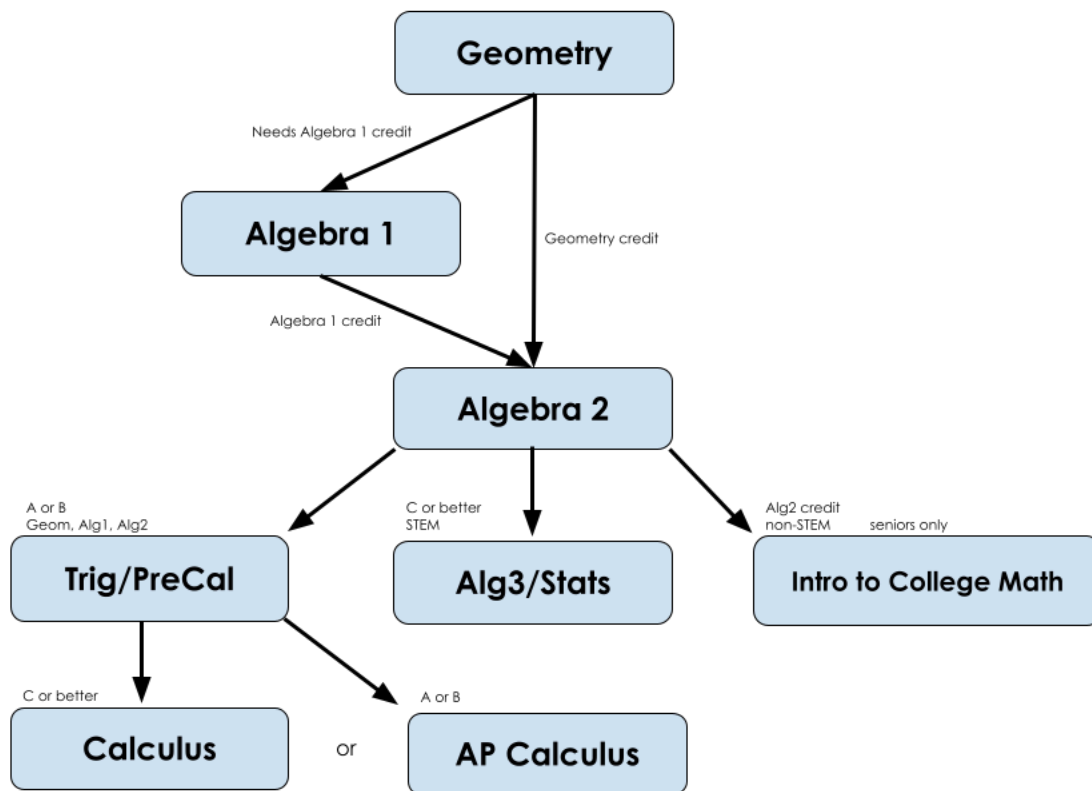 Geometry
Needs Algebra 1 credit
Algebra 1
Geometry credit
Algebra 1 credit
Algebra 2
A or B
Geom, Alg1, Alg2
Trig/PreCal
C or better
STEM
Alg3/Stats
Alg2 credit
non-STEM seniors only
Intro to College Math
C or better
Calculus
or
A or B
AP Calculus